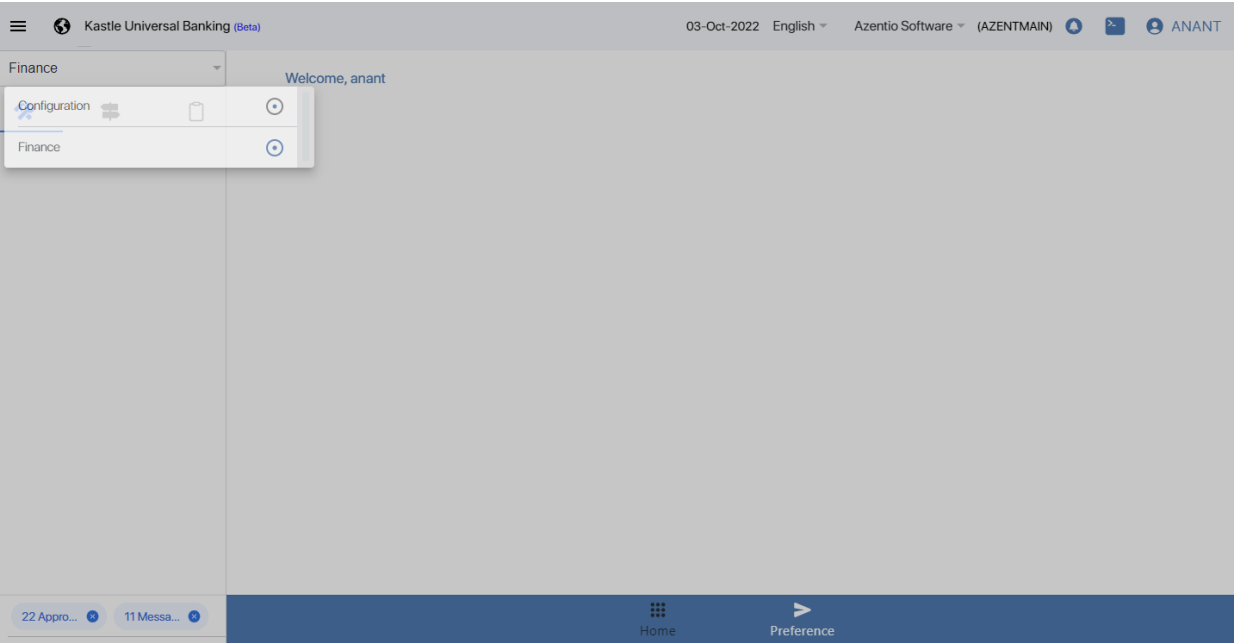 Kastle Universal Banking (Beta) 03-Oct-2022 English Azentio Software (AZENTMAIN) ANANT
Finance
Welcome, anant
Configuration
Finance
22 Appro... 11 Messa...
Home Preference